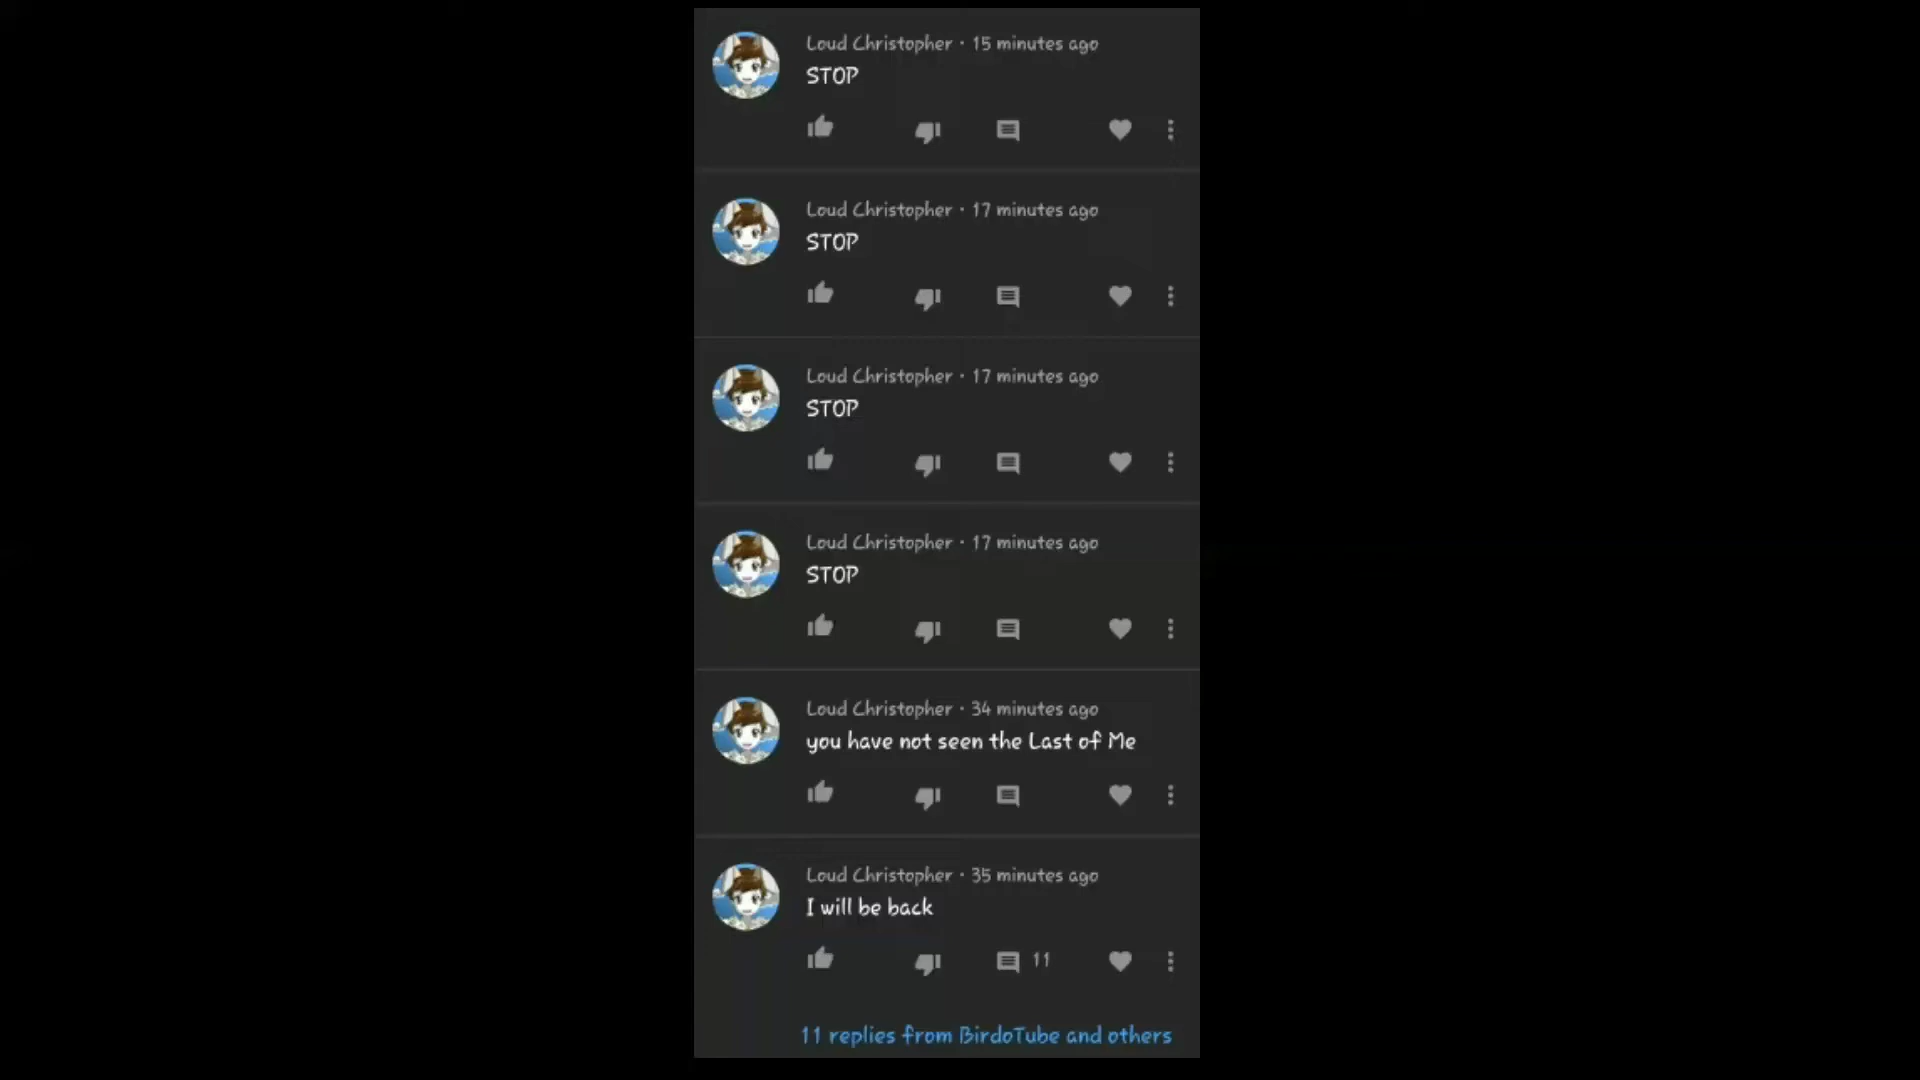 Loud Christopher · 15 minutes ago
STOP
Loud Christopher · 17 minutes ago
STOP
Loud Christopher · 17 minutes ago
STOP
Loud Christopher · 17 minutes ago
STOP
Loud Christopher · 34 minutes ago
you have not seen the Last of Me
Loud Christopher · 35 minutes ago
I will be back
11
11 replies from BirdoTube and others